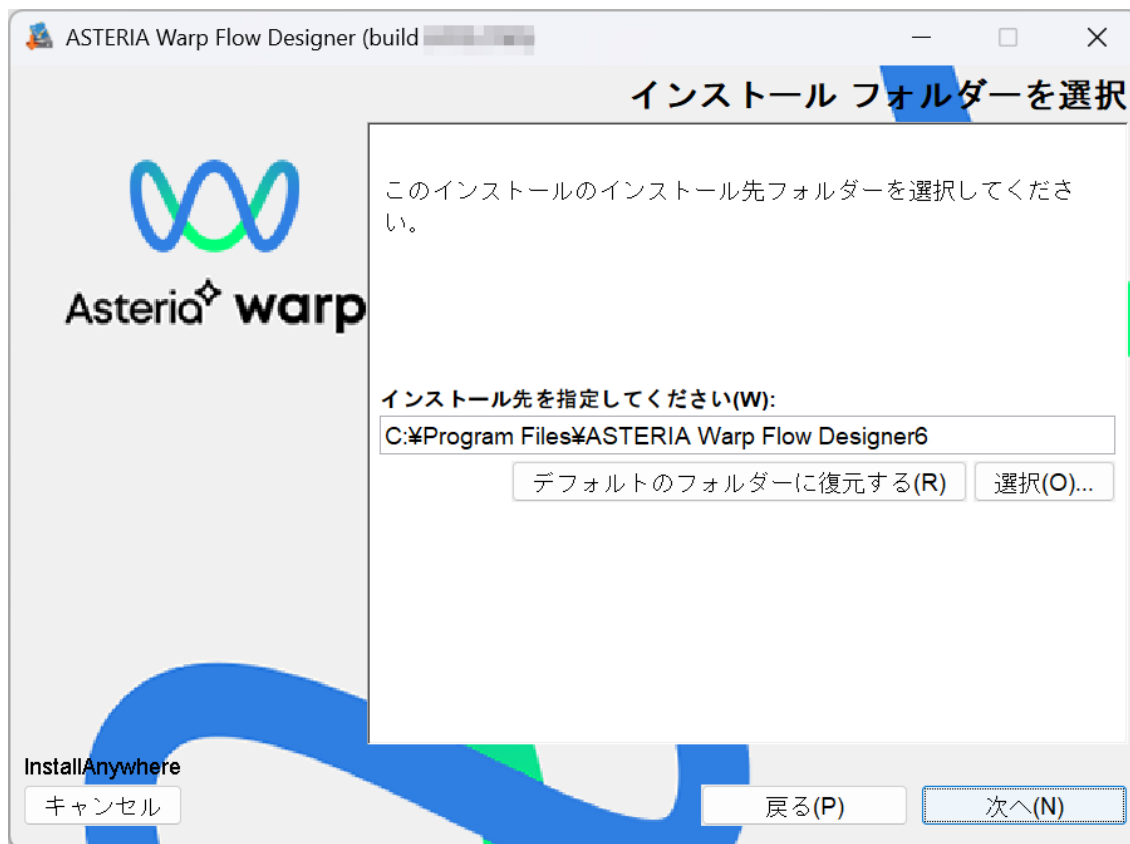 ASTERIA Warp Flow Designer (build
インストール フォルダーを選択
Asteria warp
このインストールのインストール先フォルダーを選択してくださ
い。
インストール先を指定してください(W):
C:¥Program Files¥ASTERIA Warp Flow Designer6
デフォルトのフォルダーに復元する(R)
選択(O)...
InstallAnywhere
キャンセル
戻る(P)
次へ(N)